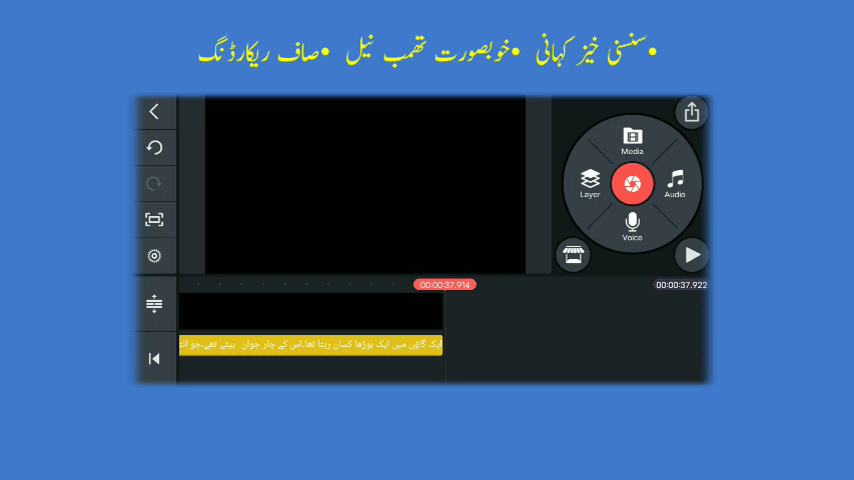 •سنسنی خیز کہانی •خوبصورت تھمب نیل •صاف ریکارڈنگ
Media
Layer
Audio
Voice
00:00:37.914
00:00:37.922
ایک گاؤں میں ایک بوڑھا کسان رہتا تھا۔اس کے چار جوان بیٹے تھے۔جو